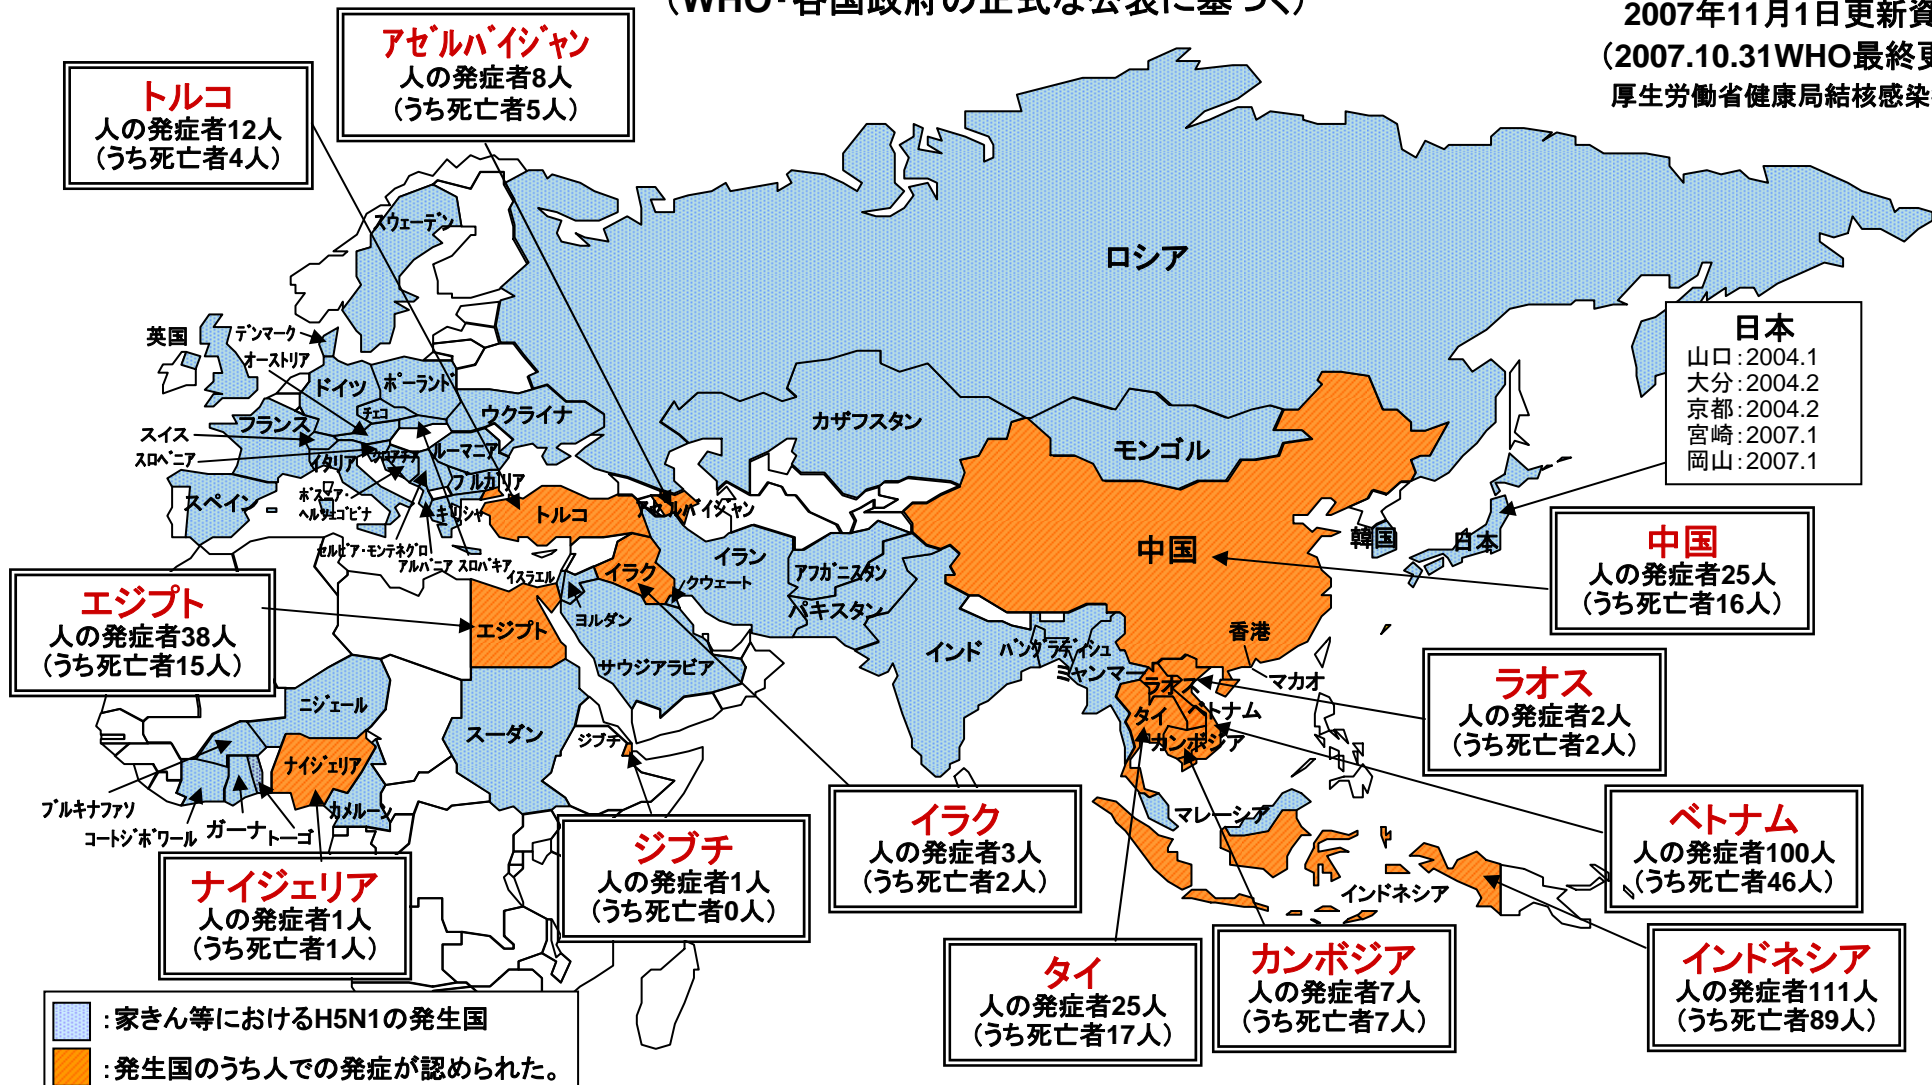 (WHO･各国政府の正式な公表に基づく)
2007年11月1日更新資
(2007.10.31WHO最終更
厚生労働省健康局結核感染
アゼルバイジャン
人の発症者8人
(うち死亡者5人)
トルコ
人の発症者12人
(うち死亡者4人)
スウェーデン
ロシア
日本
山口:2004.1
大分:2004.2
京都:2004.2
宮崎:2007.1
岡山:2007.1
英国
デンマーク
オーストリア
ドイツ
ポーランド
チェコ
フランス
ウクライナ
カザフスタン
モンゴル
スイス
スロベニア
イタリア
クロアチア
ルーマニア
ブルガリア
スペイン
ボスニア・
ヘルツェゴビナ
ギリシャ
トルコ
アゼルバイジャン
セルビア・モンテネグロ
アルバニア
スロバキア
イスラエル
イラク
クウェート
イラン
アフガニスタン
パキスタン
中国
韓国
日本
中国
人の発症者25人
(うち死亡者16人)
エジプト
人の発症者38人
(うち死亡者15人)
エジプト
ヨルダン
サウジアラビア
インド
バングラデイシュ
ミャンマー
香港
マカオ
ラオス
ベトナム
タイ
カンボジア
ラオス
人の発症者2人
(うち死亡者2人)
ニジェール
スーダン
ジブチ
ナイジェリア
カメルーン
ブルキナファソ
コートジボワール
ガーナ
トーゴ
マレーシア
インドネシア
ナイジェリア
人の発症者1人
(うち死亡者1人)
ジブチ
人の発症者1人
(うち死亡者0人)
イラク
人の発症者3人
(うち死亡者2人)
ベトナム
人の発症者100人
(うち死亡者46人)
タイ
人の発症者25人
(うち死亡者17人)
カンボジア
人の発症者7人
(うち死亡者7人)
インドネシア
人の発症者111人
(うち死亡者89人)
:家きん等におけるH5N1の発生国
:発生国のうち人での発症が認められた。